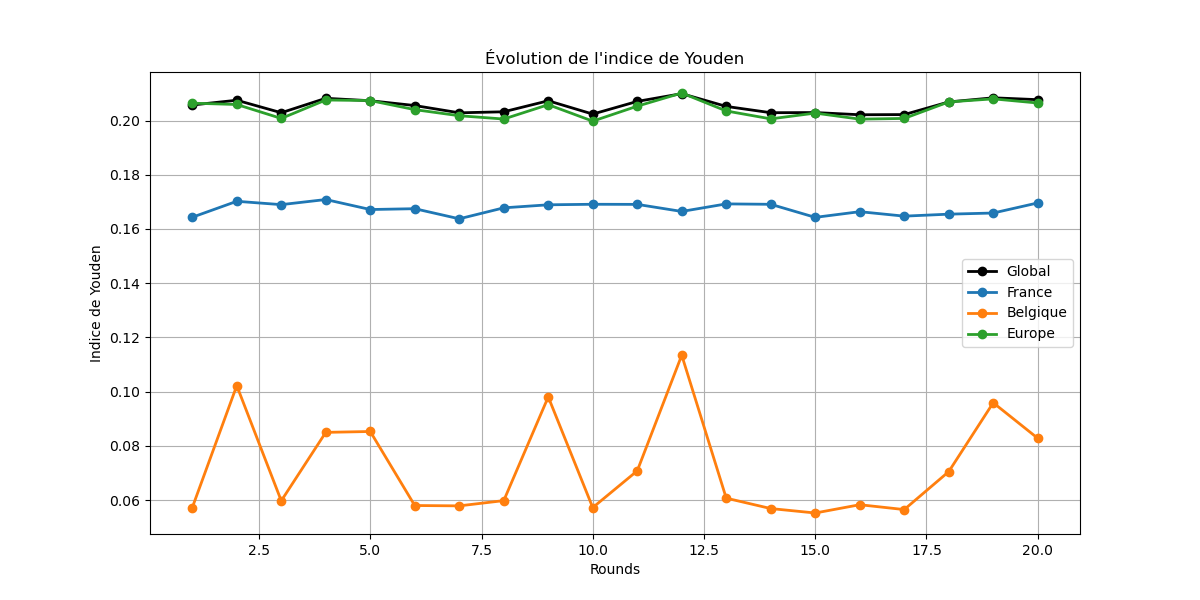 Évolution de l'indice de Youden
Indice de Youden
0.20
0.18
0.16
0.14
0.12
0.10
0.08
0.06
Global
France
Belgique
Europe
2.5 5.0 7.5 10.0 12.5 15.0 17.5 20.0
Rounds